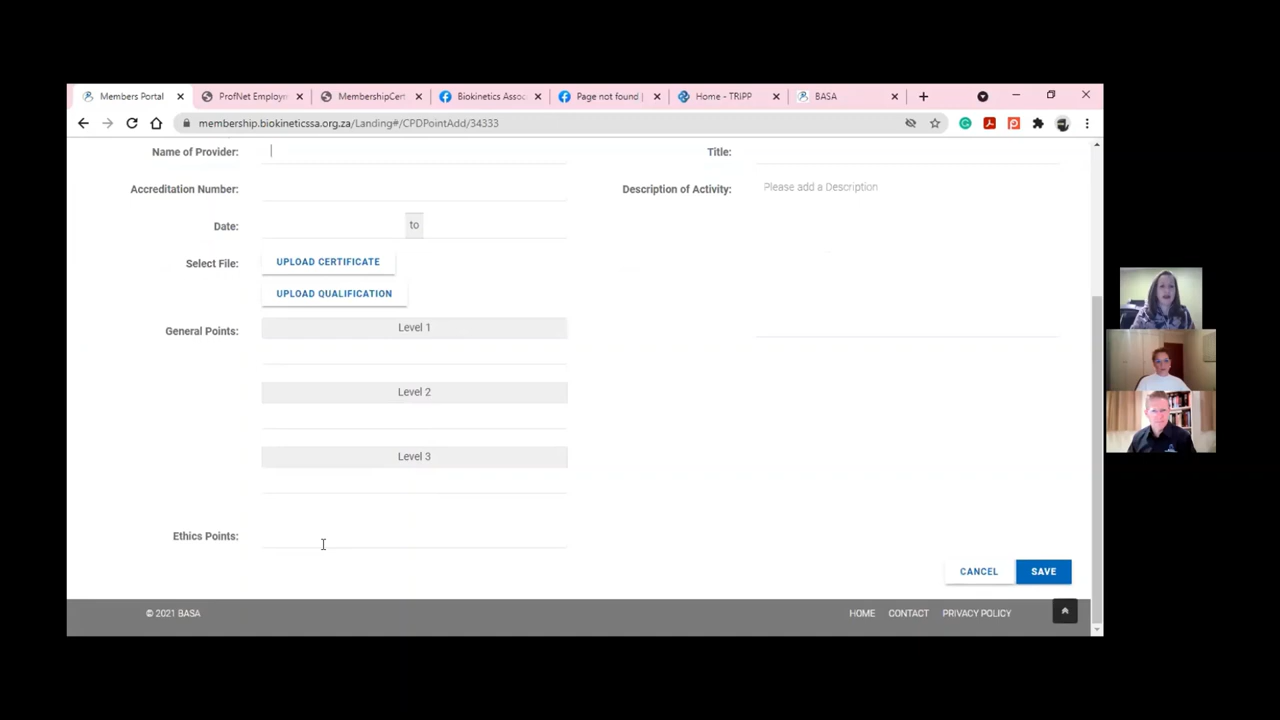 Members Portal
ProfNet Employm
MembershipCert
Biokinetics Assoc
Page not found |
Home - TRIPP
BASA
membership.biokineticssa.org.za/Landing#/CPDPointAdd/34333
Name of Provider:
Title:
Accreditation Number:
Description of Activity:
Please add a Description
Date:
to
Select File:
UPLOAD CERTIFICATE
UPLOAD QUALIFICATION
General Points:
Level 1
Level 2
Level 3
Ethics Points:
CANCEL
SAVE
© 2021 BASA
HOME
CONTACT
PRIVACY POLICY